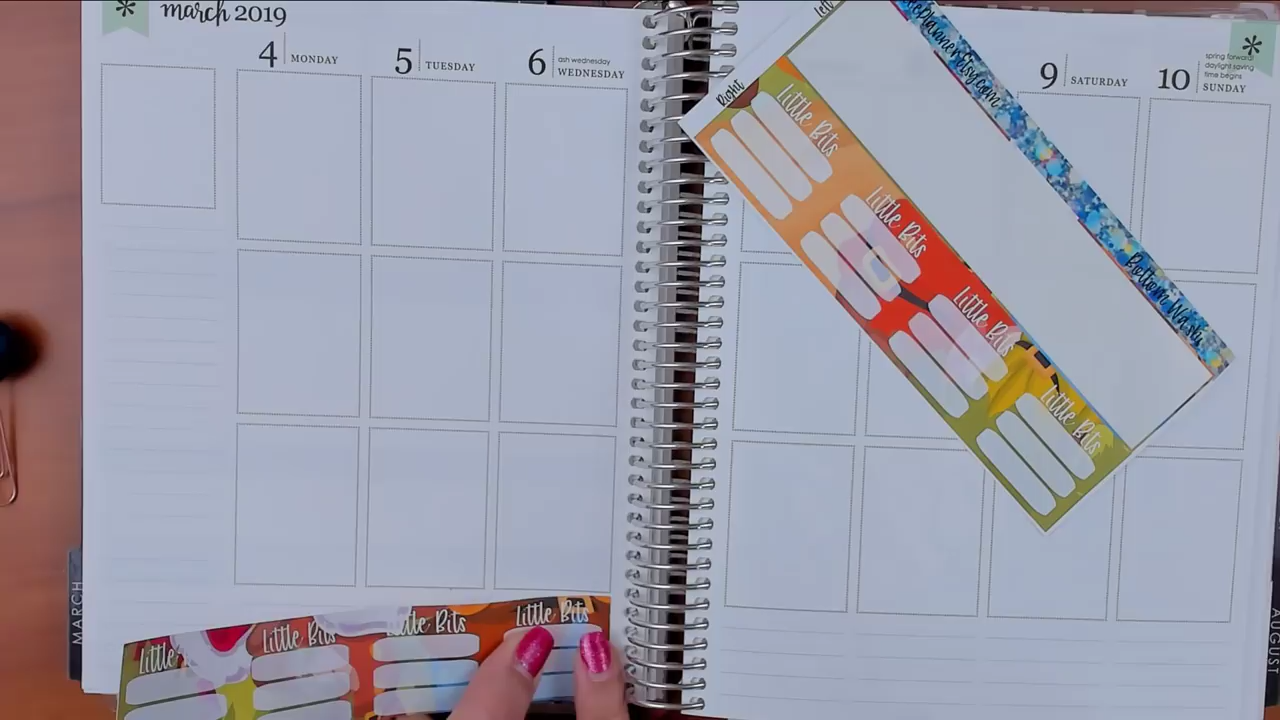 march 2019
4 MONDAY
5 TUESDAY
6 ash wednesday
WEDNESDAY
9 SATURDAY
10 spring forward
daylight saving
time begins
SUNDAY
Left
Right
Bottom Washi
Little Bits
Little Bits
Little Bits
Little Bits
Little Bits
Little Bits
Little Bits
MARCH
AUGUST